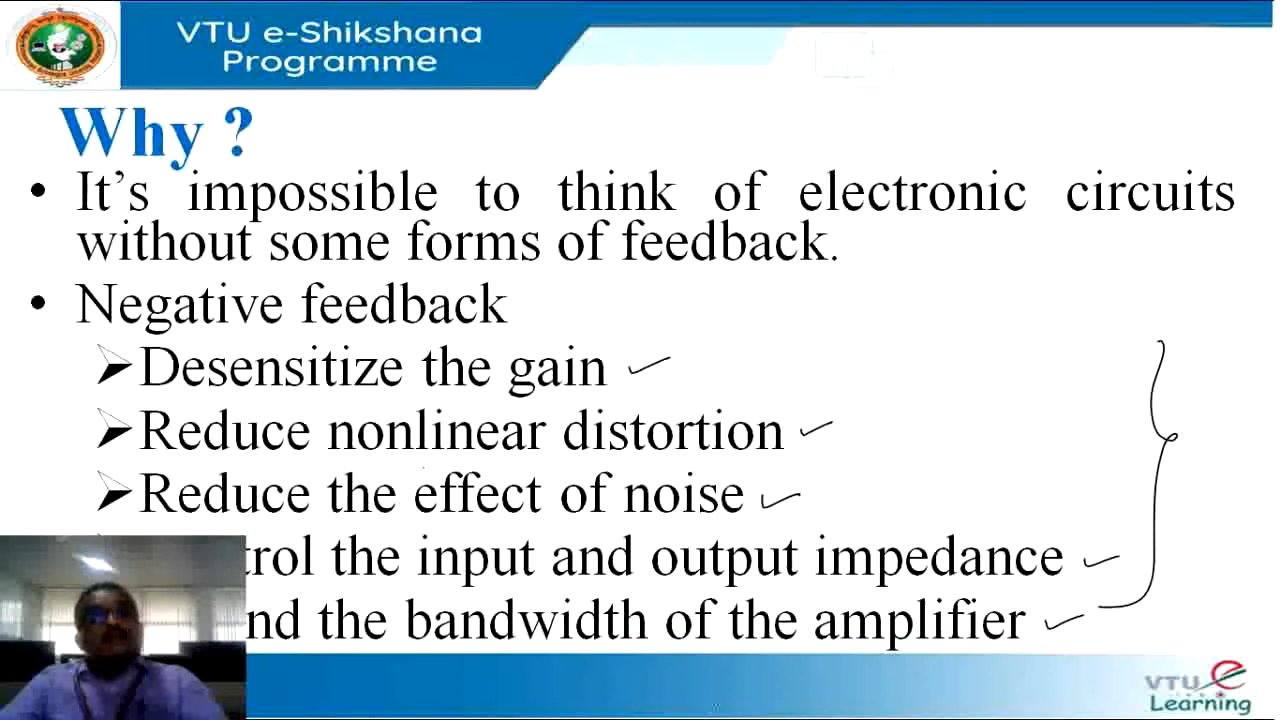 VTU e-Shikshana
Programme
Why ?
• It's impossible to think of electronic circuits
without some forms of feedback.
• Negative feedback
➢Desensitize the gain
➢Reduce nonlinear distortion
➢Reduce the effect of noise
trol the input and output impedance
nd the bandwidth of the amplifier
VTU e
Learning